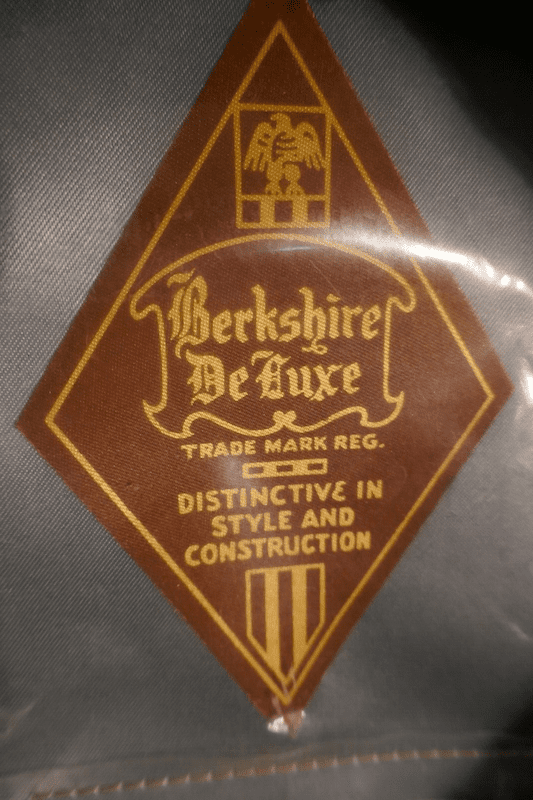 Berkshire
De Luxe
TRADE MARK REG.
DISTINCTIVE IN
STYLE AND
CONSTRUCTION